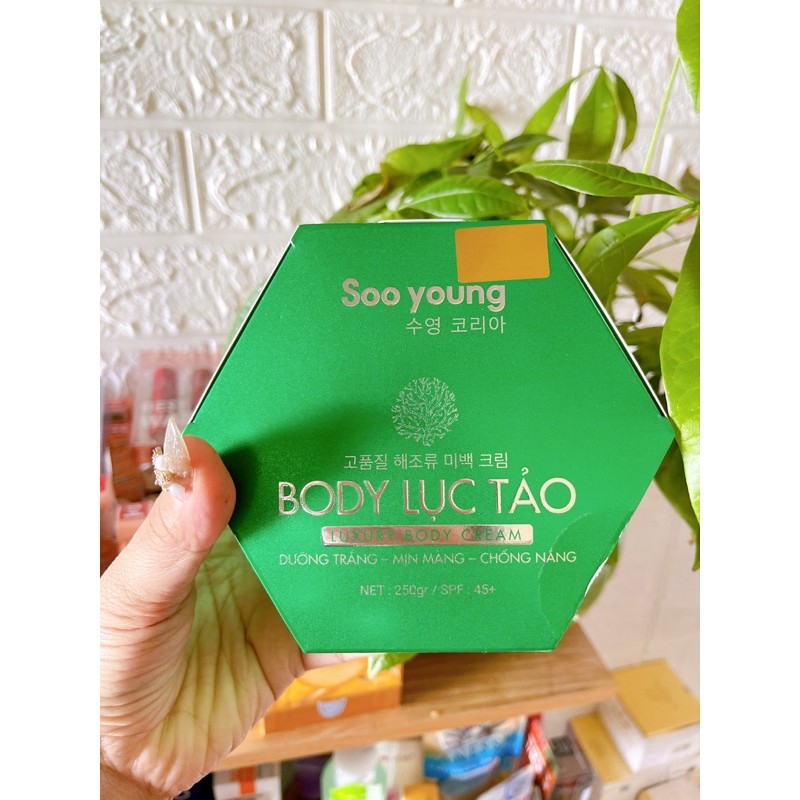 Soo young
수영 코리아
고품질 해조류 미백 크림
BODY LỤC TẢO
LUXURY BODY CREAM
DƯỠNG TRẮNG – MỊN MÀNG – CHỐNG NẮNG
NET : 250gr / SPF : 45+